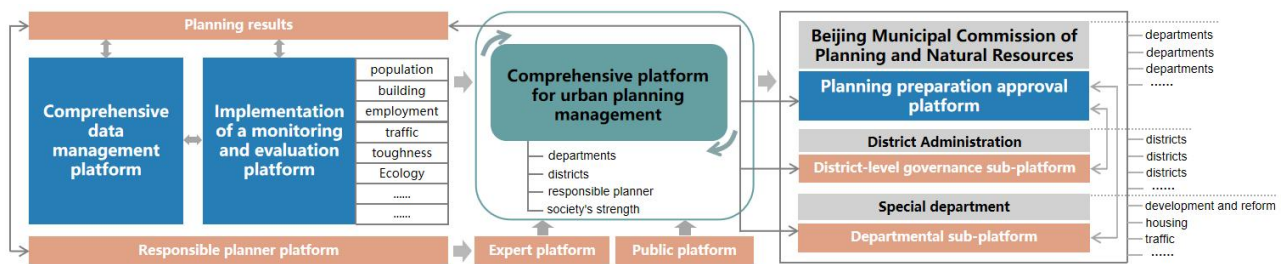 Planning results
Comprehensive
data
management
platform
Implementation
of a monitoring
and evaluation
platform
population
building
employment
traffic
toughness
Ecology
......
......
Responsible planner platform
Comprehensive platform
for urban planning
management
departments
districts
responsible planner
society's strength
Expert platform
Public platform
Beijing Municipal Commission of
Planning and Natural Resources
Planning preparation approval
platform
District Administration
District-level governance sub-platform
Special department
Departmental sub-platform
departments
departments
departments
......
districts
districts
districts
......
development and reform
housing
traffic
......